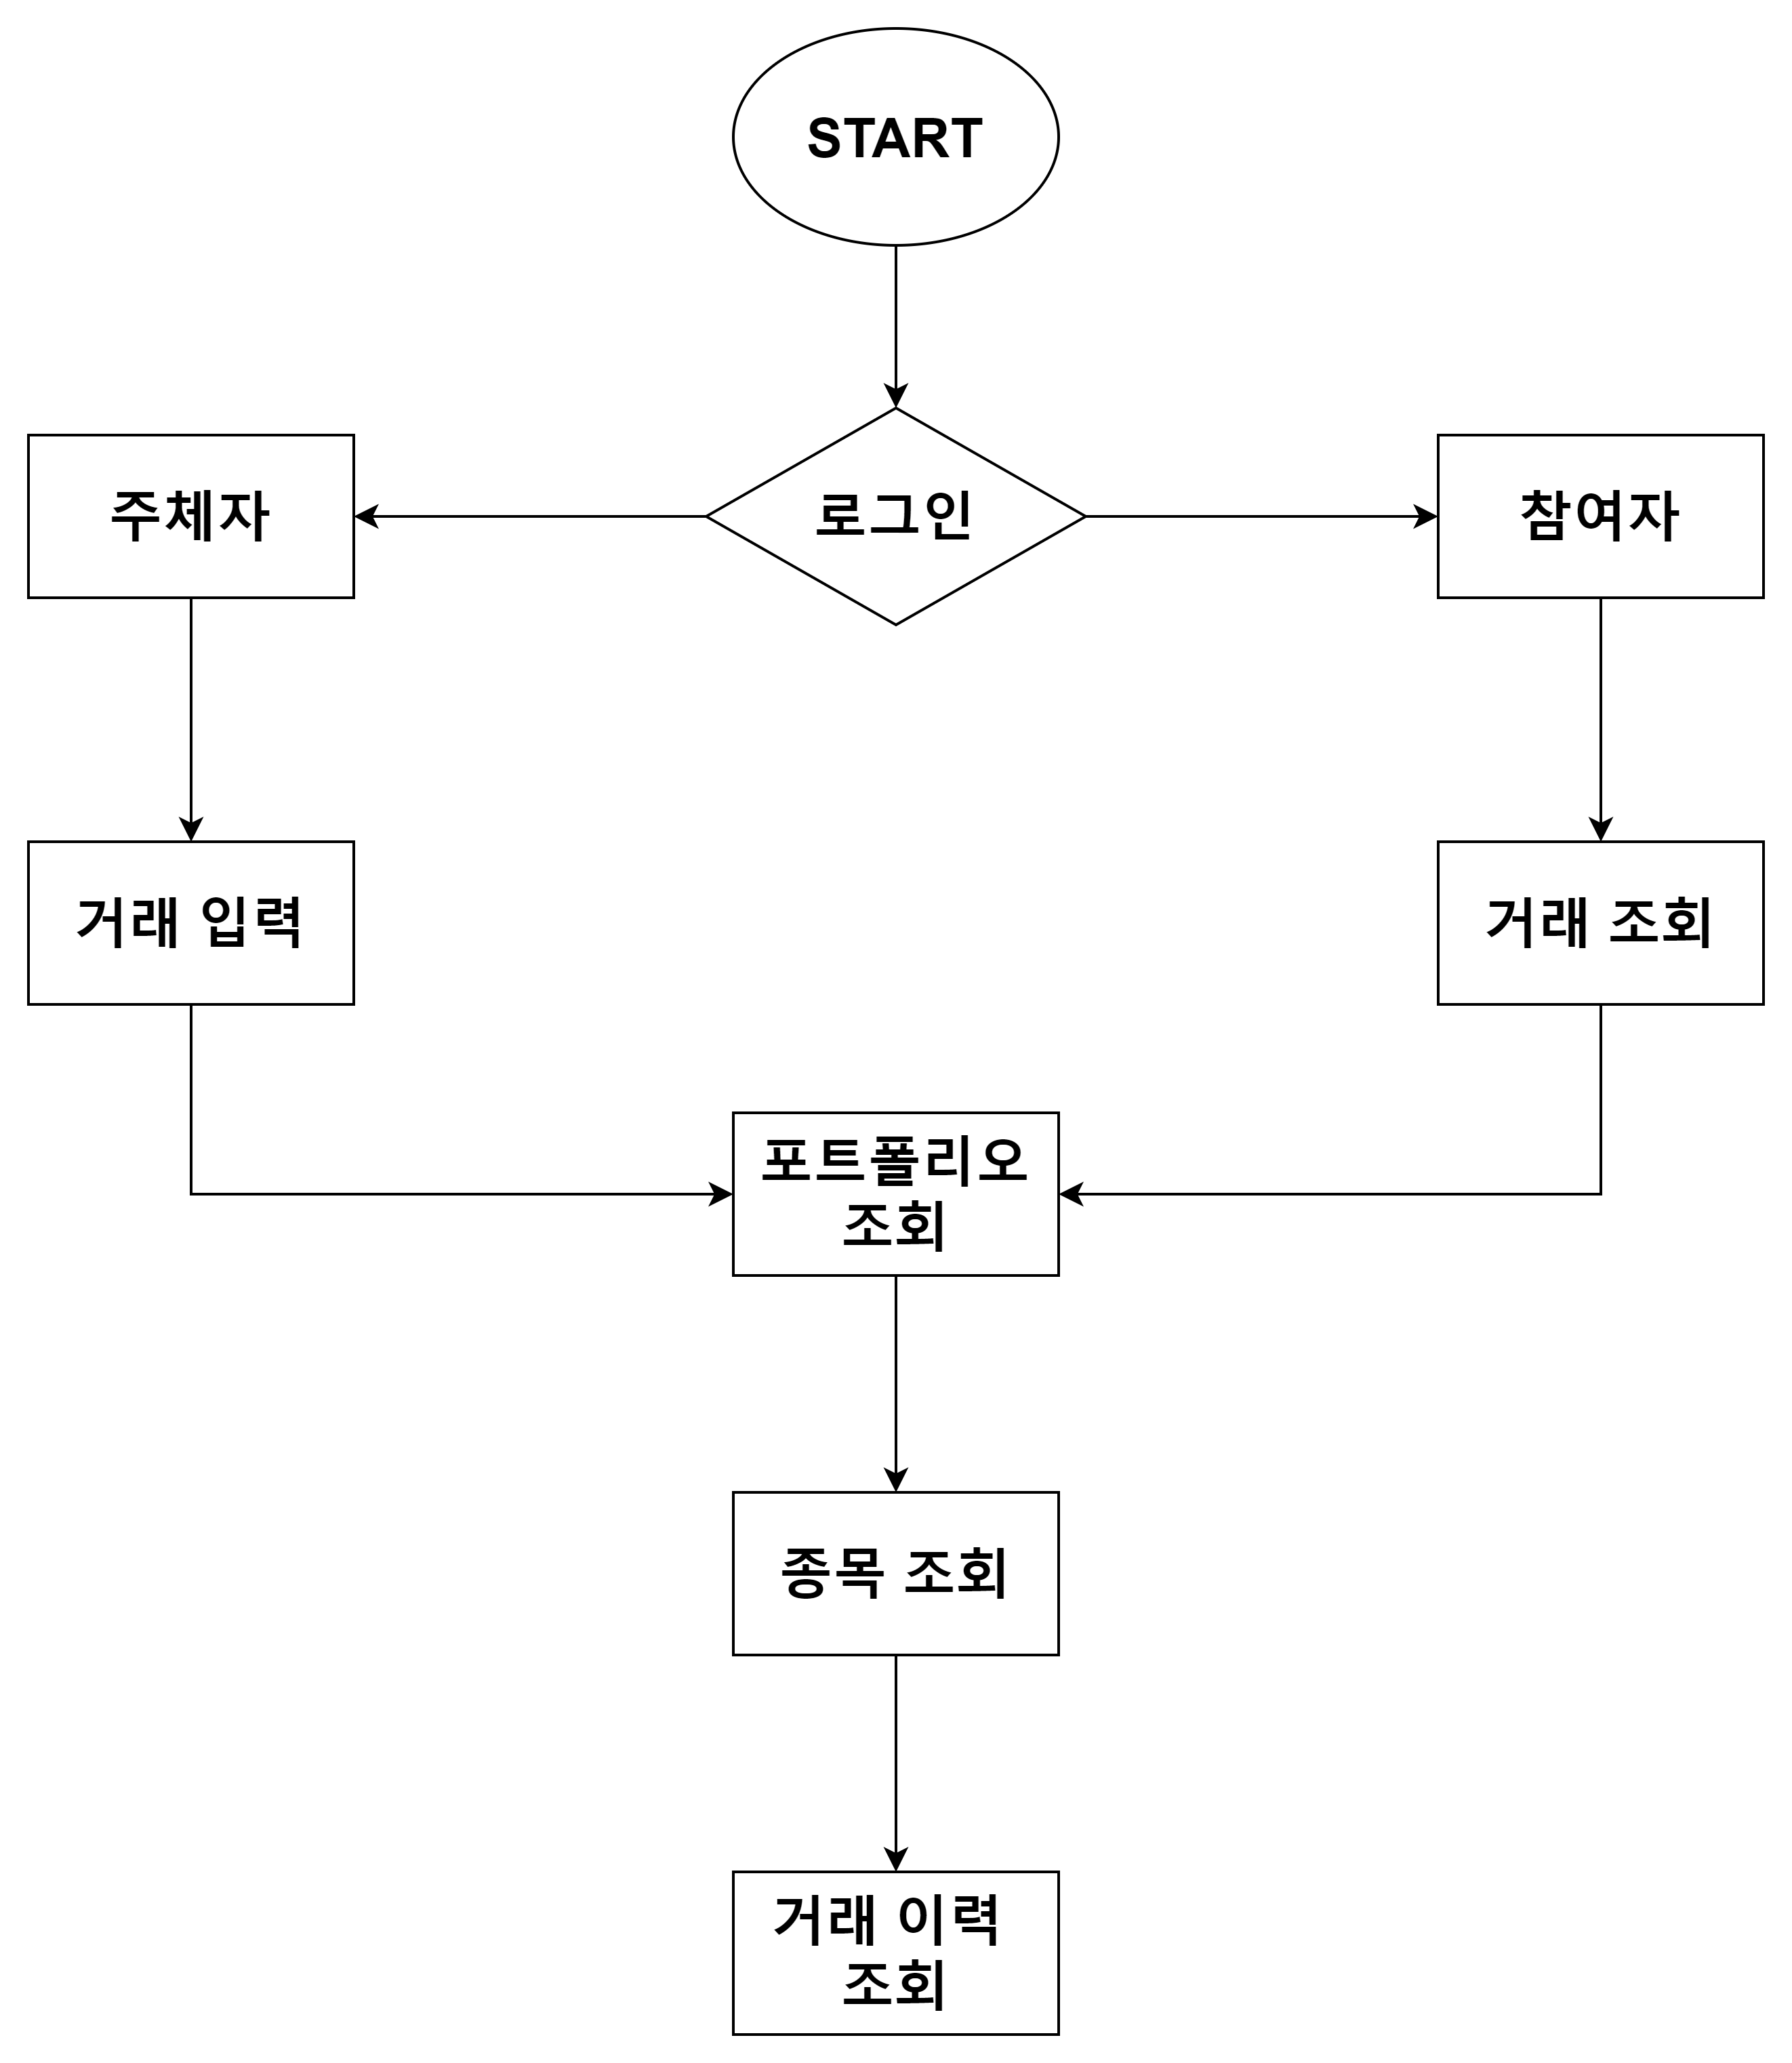 START
주체자
로그인
참여자
거래 입력
거래 조회
포트폴리오
조회
종목 조회
거래 이력
조회